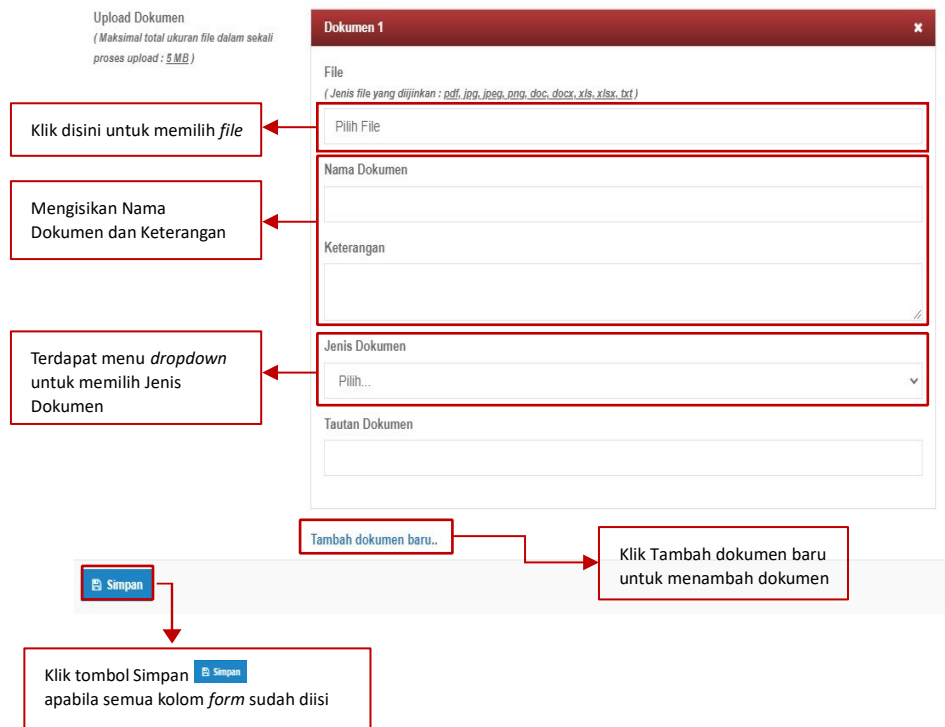 Upload Dokumen
( Maksimal total ukuran file dalam sekali
proses upload : 5 MB )
Dokumen 1
File
( Jenis file yang diijinkan : pdf, jpg, jpeg, png, doc, docx, xls, xlsx, txt )
Klik disini untuk memilih file
Pilih File
Nama Dokumen
Mengisikan Nama
Dokumen dan Keterangan
Keterangan
Jenis Dokumen
Terdapat menu dropdown
untuk memilih Jenis
Dokumen
Pilih...
Tautan Dokumen
Tambah dokumen baru..
Klik Tambah dokumen baru
untuk menambah dokumen
Simpan
Klik tombol Simpan Simpan
apabila semua kolom form sudah diisi